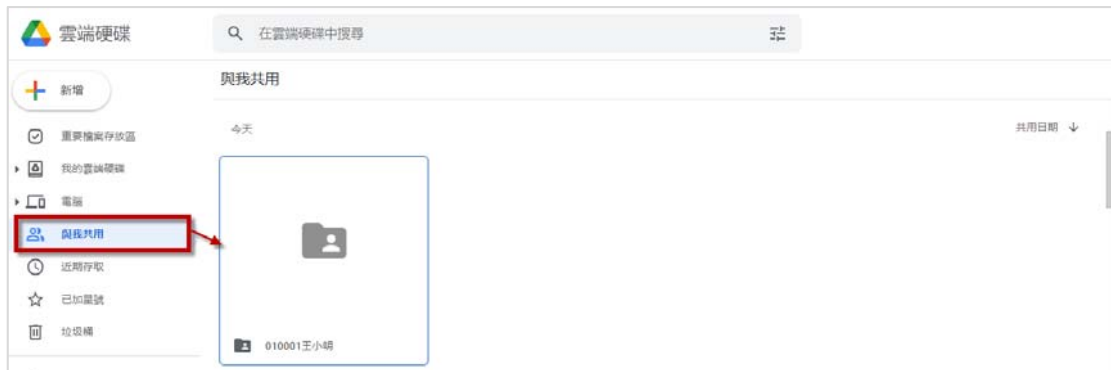 雲端硬碟
在雲端硬碟中搜尋
新增
與我共用
今天
共用日期
重要檔案存放區
我的雲端硬碟
電腦
與我共用
近期存取
已加星號
垃圾桶
010001王小明